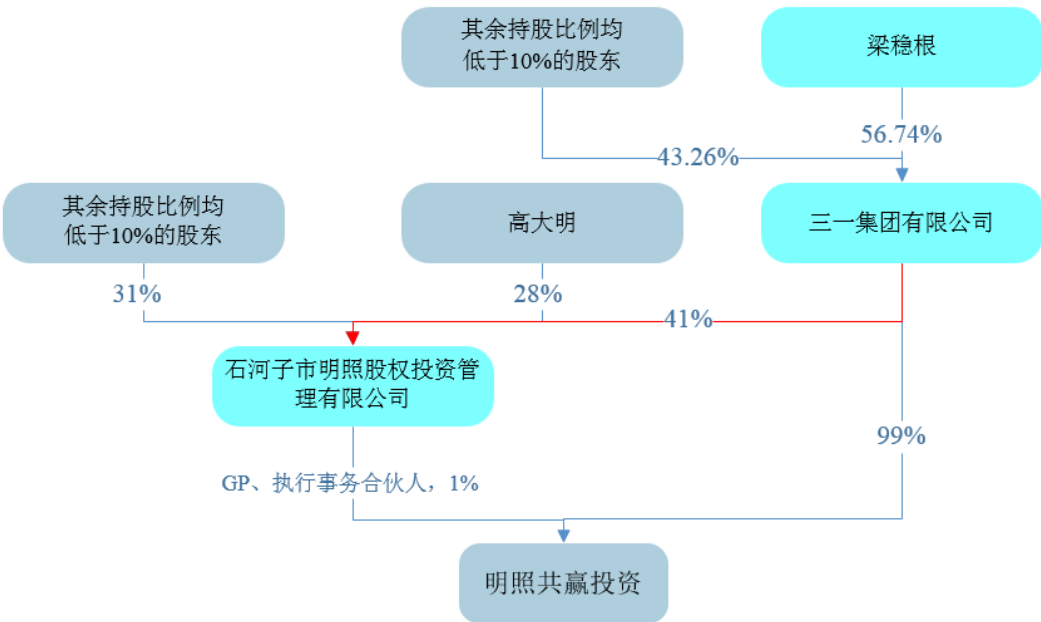 其余持股比例均
低于10%的股东
梁稳根
56.74%
43.26%
其余持股比例均
低于10%的股东
高大明
三一集团有限公司
31%
28%
41%
石河子市明照股权投资管
理有限公司
99%
GP、执行事务合伙人，1%
明照共赢投资